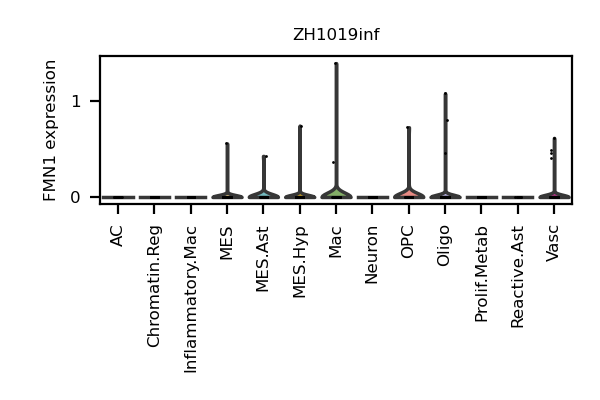 ZH1019inf
FMN1 expression
1
0
AC
Chromatin.Reg
Inflammatory.Mac
MES
MES.Ast
MES.Hyp
Mac
Neuron
OPC
Oligo
Prolif.Metab
Reactive.Ast
Vasc